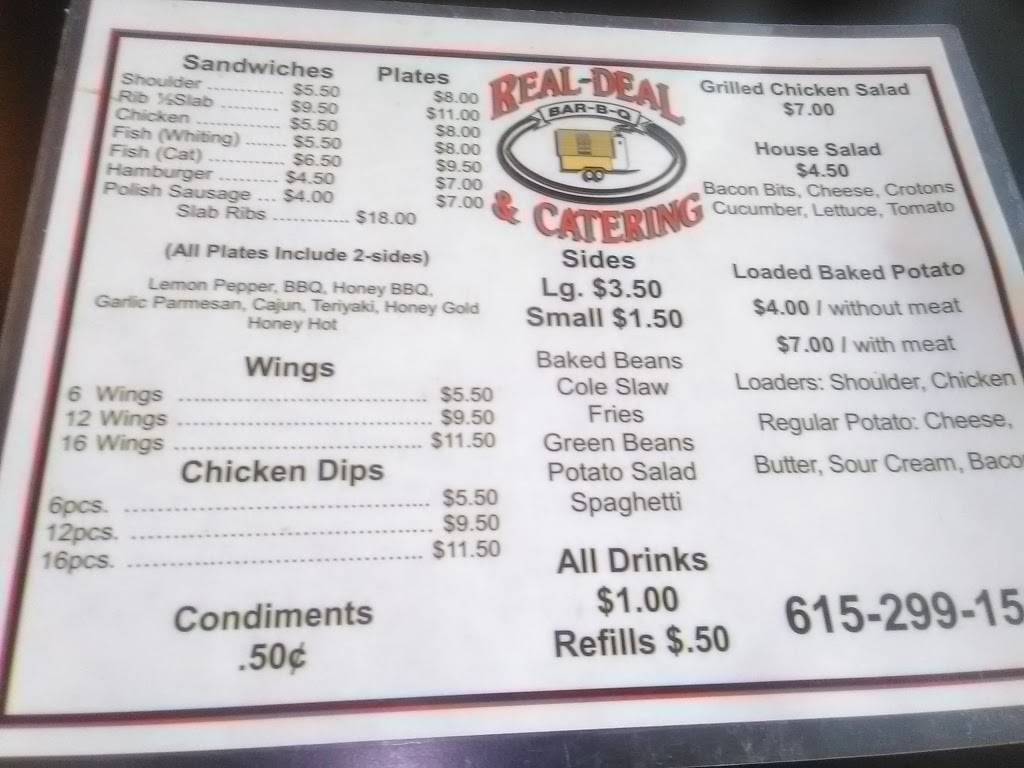 Sandwiches Plates
Shoulder ............. $5.50 $8.00
Rib ½Slab .......... $9.50 $11.00
Chicken .............. $5.50 $8.00
Fish (Whiting) ....... $5.50 $8.00
Fish (Cat) ............. $6.50 $9.50
Hamburger .......... $4.50 $7.00
Polish Sausage ... $4.00 $7.00
Slab Ribs ............ $18.00
(All Plates Include 2-sides)
Lemon Pepper, BBQ, Honey BBQ,
Garlic Parmesan, Cajun, Teriyaki, Honey Gold
Honey Hot
Wings
6 Wings .................................... $5.50
12 Wings .................................... $9.50
16 Wings .................................... $11.50
Chicken Dips
6pcs. ........................................... $5.50
12pcs. .......................................... $9.50
16pcs. .......................................... $11.50
Condiments
.50¢
REAL-DEAL
BAR-B-Q
& CATERING
Sides
Lg. $3.50
Small $1.50
Baked Beans
Cole Slaw
Fries
Green Beans
Potato Salad
Spaghetti
All Drinks
$1.00
Refills $.50
Grilled Chicken Salad
$7.00
House Salad
$4.50
Bacon Bits, Cheese, Crotons
Cucumber, Lettuce, Tomato
Loaded Baked Potato
$4.00 / without meat
$7.00 / with meat
Loaders: Shoulder, Chicken
Regular Potato: Cheese,
Butter, Sour Cream, Baco
615-299-15